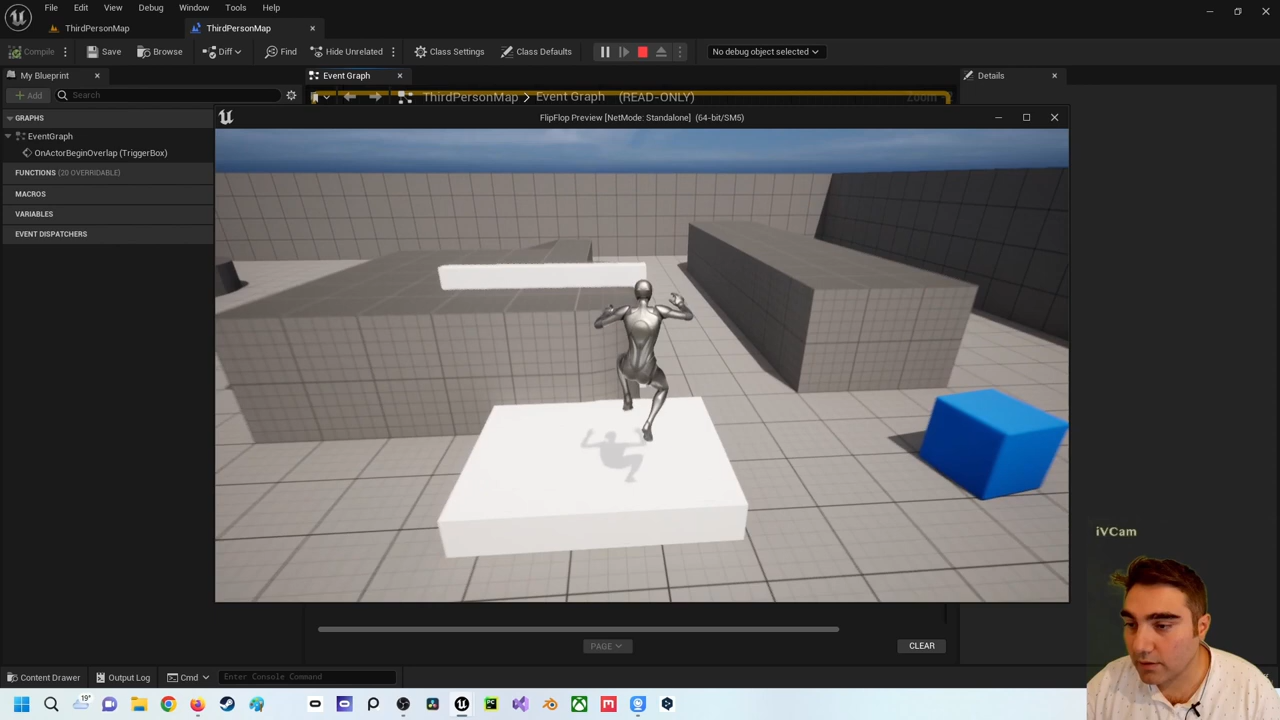 File Edit View Debug Window Tools Help
ThirdPersonMap ThirdPersonMap
Compile Save Browse Diff Find Hide Unrelated Class Settings Class Defaults No debug object selected
My Blueprint Event Graph Details
Add Search
ThirdPersonMap > Event Graph (READ-ONLY) Zoom
GRAPHS
FlipFlop Preview [NetMode: Standalone] (64-bit/SM5)
EventGraph
OnActorBeginOverlap (TriggerBox)
FUNCTIONS (20 OVERRIDABLE)
MACROS
VARIABLES
EVENT DISPATCHERS
iVCam
PAGE CLEAR
Content Drawer Output Log Cmd Enter Console Command
19°